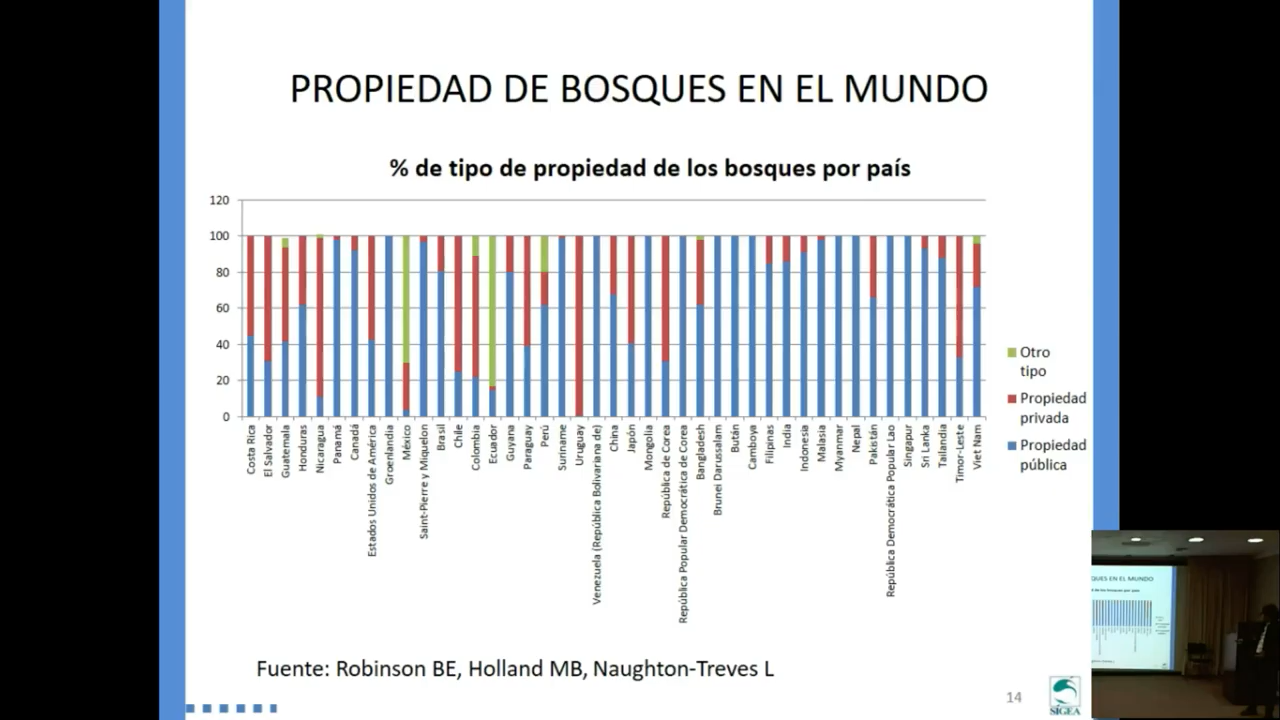 PROPIEDAD DE BOSQUES EN EL MUNDO
% de tipo de propiedad de los bosques por país
120
100
80
60
40
20
0
Costa Rica
El Salvador
Guatemala
Honduras
Nicaragua
Panamá
Canadá
Estados Unidos de América
Groenlandia
México
Saint-Pierre y Miquelon
Brasil
Chile
Colombia
Ecuador
Guyana
Paraguay
Perú
Suriname
Uruguay
Venezuela (República Bolivariana de)
China
Japón
Mongolia
República de Corea
República Popular Democrática de Corea
Bangladesh
Brunei Darussalam
Bután
Camboya
Filipinas
India
Indonesia
Malasia
Myanmar
Nepal
Pakistán
República Democrática Popular Lao
Singapur
Sri Lanka
Tailandia
Timor-Leste
Viet Nam
Otro
tipo
Propiedad
privada
Propiedad
pública
Fuente: Robinson BE, Holland MB, Naughton-Treves L
14
SIGEA
QUES EN EL MUNDO